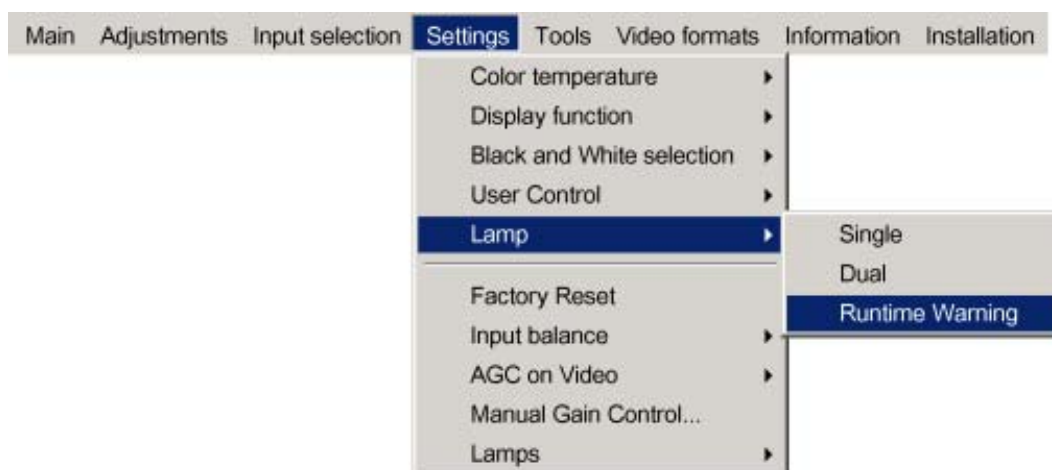 Main Adjustments Input selection Settings Tools Video formats Information Installation
Color temperature
Display function
Black and White selection
User Control
Lamp
Single
Dual
Runtime Warning
Factory Reset
Input balance
AGC on Video
Manual Gain Control...
Lamps